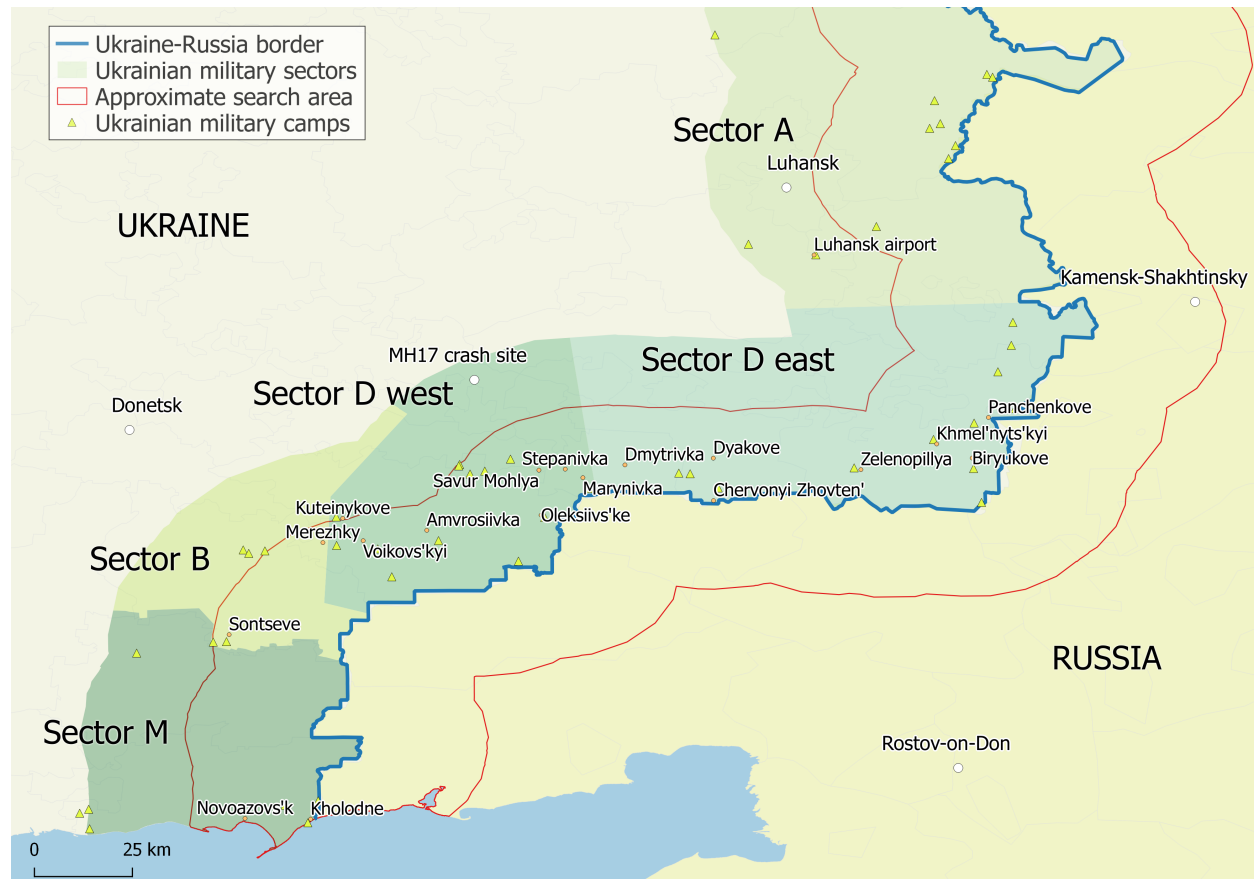 Ukraine-Russia border
Ukrainian military sectors
Approximate search area
Ukrainian military camps
Sector A
Luhansk
UKRAINE
Luhansk airport
Kamensk-Shakhtinsky
MH17 crash site
Sector D east
Sector D west
Donetsk
Panchenkove
Khmel'nyts'kyi
Dyakove
Dmytrivka
Stepanivka
Zelenopillya
Biryukove
Savur Mohlya
Marynivka
Chervonyi Zhovten'
Kuteinykove
Amvrosiivka
Oleksiivs'ke
Merezhky
Voikovs'kyi
Sector B
Sontseve
RUSSIA
Sector M
Rostov-on-Don
Novoazovs'k
Kholodne
0
25 km